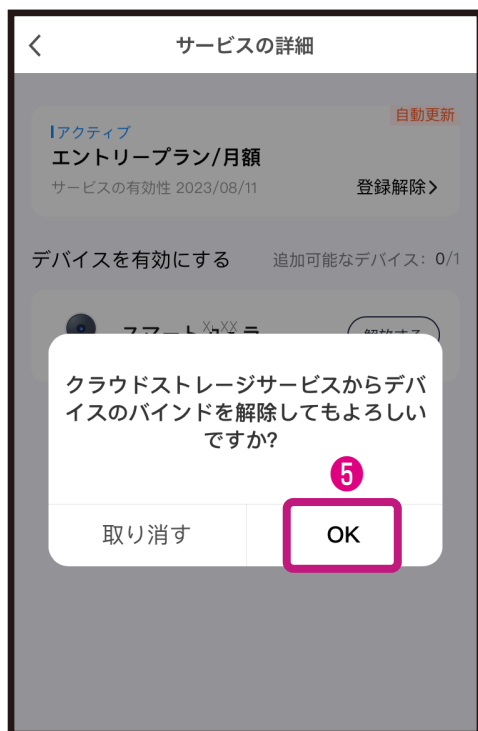 サービスの詳細
自動更新
アクティブ
エントリープラン/月額
サービスの有効性 2023/08/11
登録解除
デバイスを有効にする
追加可能なデバイス: 0/1
クラウドストレージサービスからデバ
イスのバインドを解除してもよろしい
ですか?
5
取り消す
OK